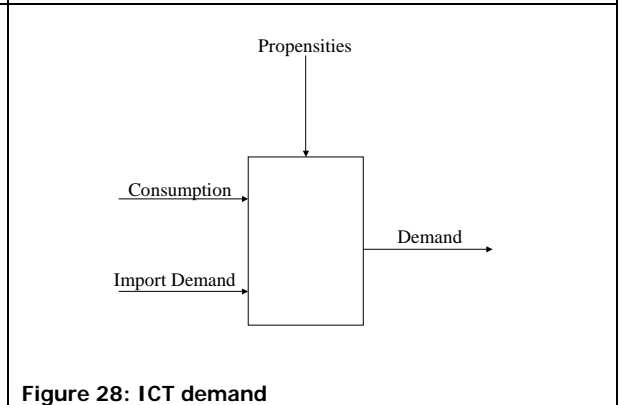 Propensities
Consumption
Demand
Import Demand
Figure 28: ICT demand